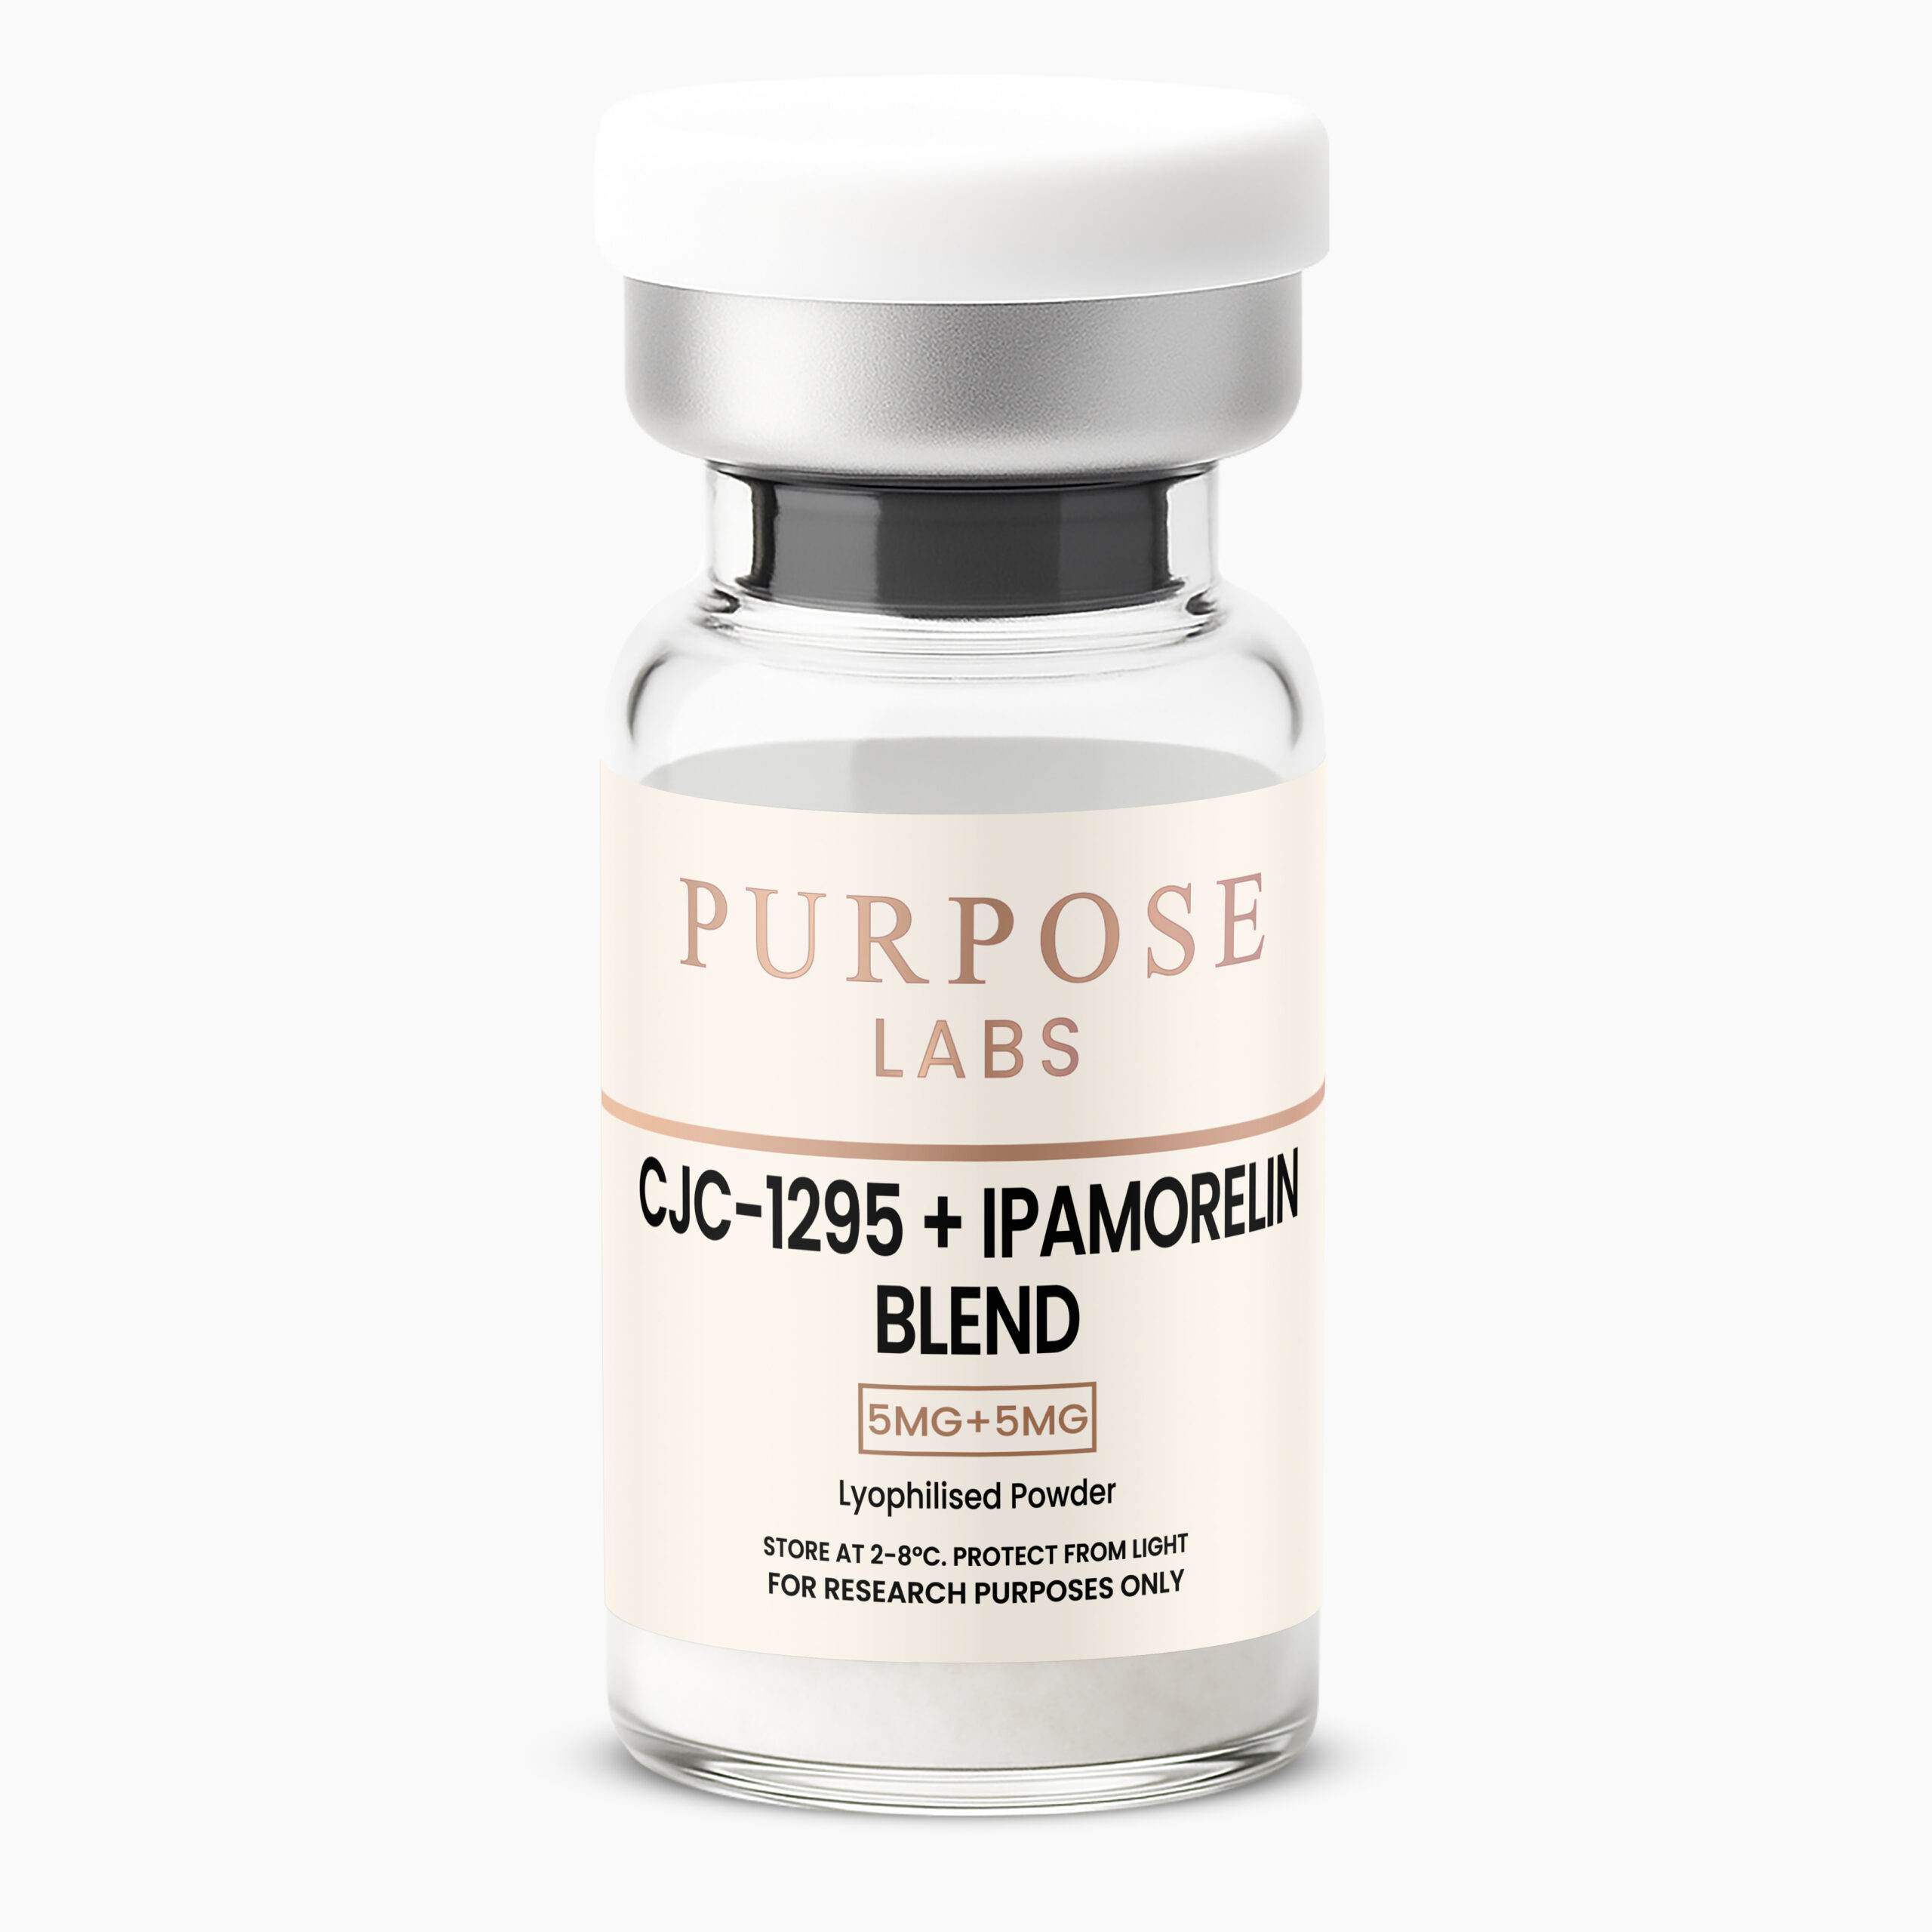 PURPOSE
LABS
CJC-1295 + IPAMORELIN
BLEND
5MG+5MG
Lyophilised Powder
STORE AT 2-8ºC. PROTECT FROM LIGHT
FOR RESEARCH PURPOSES ONLY